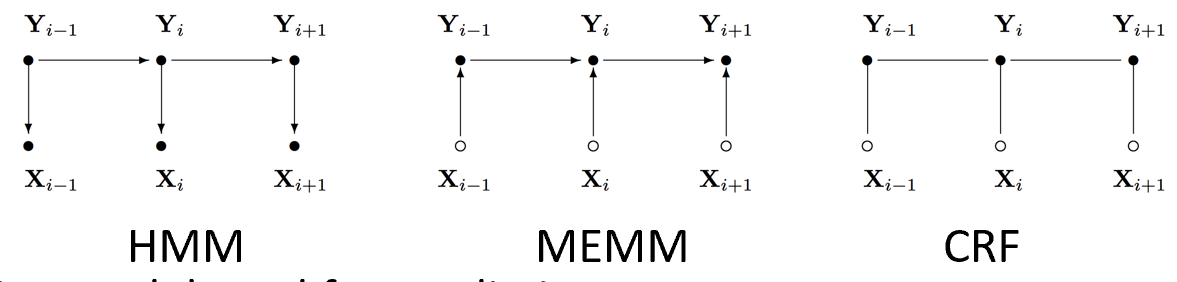 Y_{i−1} Y_i Y_{i+1} Y_{i−1} Y_i Y_{i+1} Y_{i−1} Y_i Y_{i+1}
X_{i−1} X_i X_{i+1} X_{i−1} X_i X_{i+1} X_{i−1} X_i X_{i+1}
HMM MEMM CRF